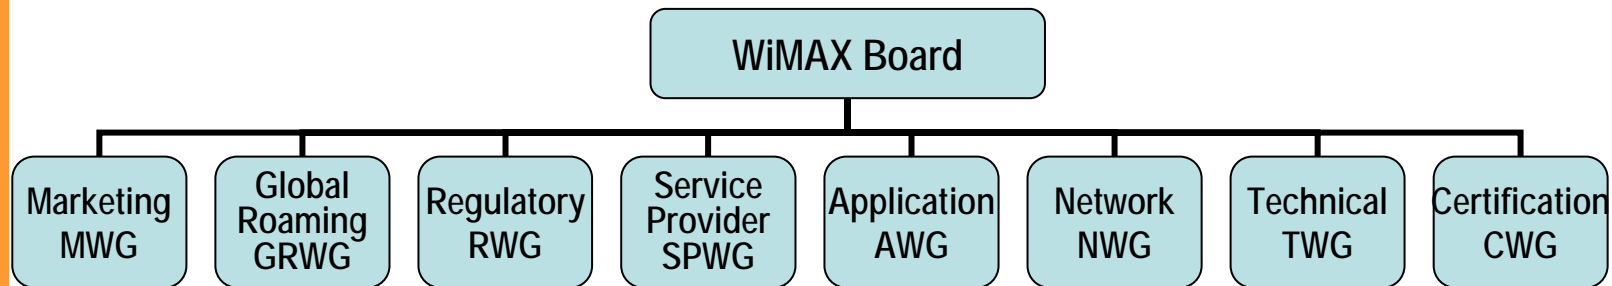 WiMAX Board
Marketing
MWG
Global
Roaming
GRWG
Regulatory
RWG
Service
Provider
SPWG
Application
AWG
Network
NWG
Technical
TWG
Certification
CWG